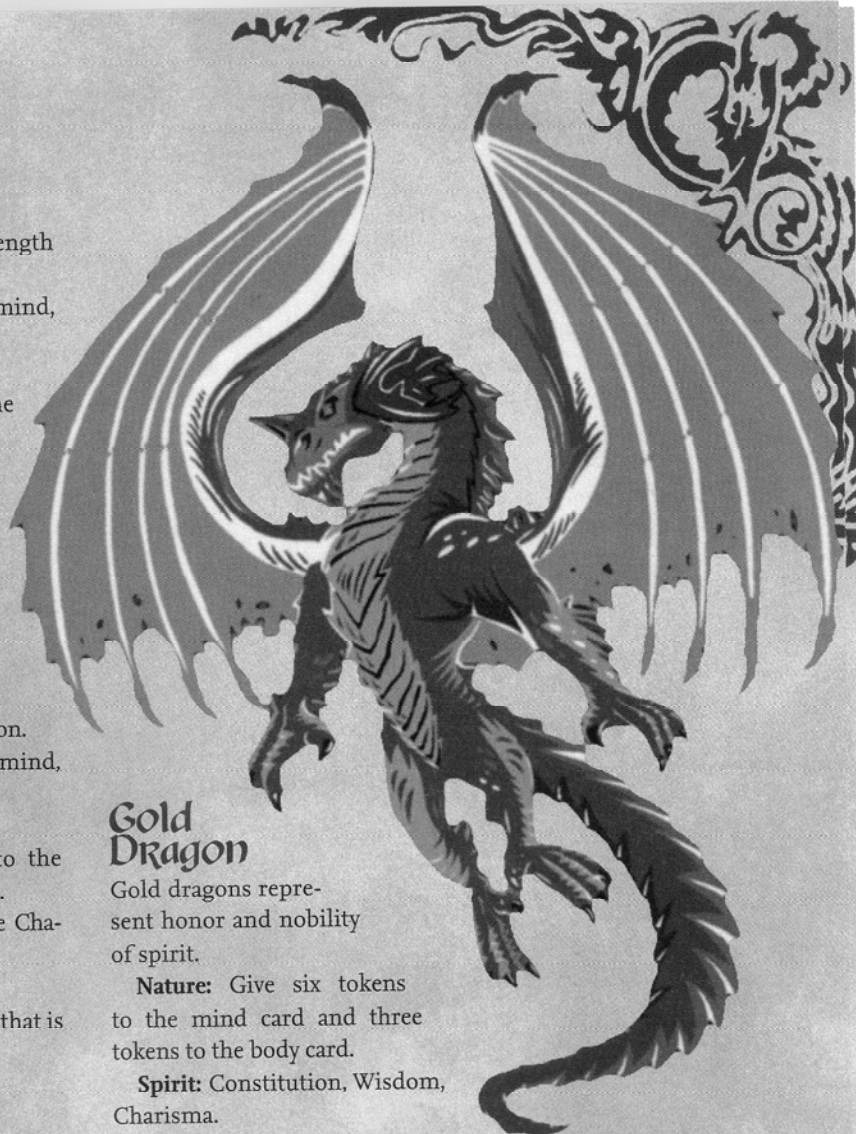 mind,
on.
mind,
to the
e Cha-
that is
Gold
Dragon
Gold dragons repre-
sent honor and nobility
of spirit.
Nature: Give six tokens
to the mind card and three
tokens to the body card.
Spirit: Constitution, Wisdom,
Charisma.